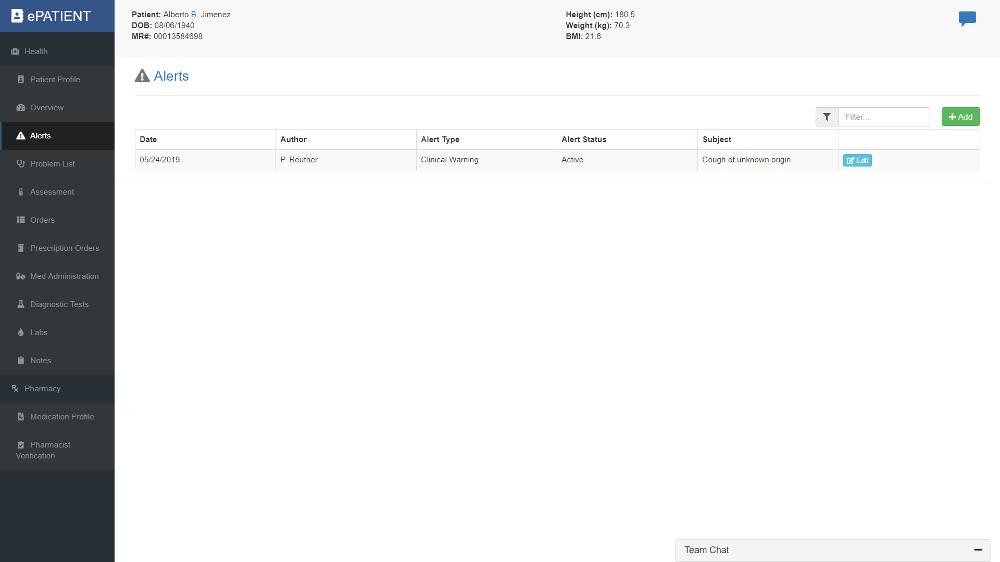 ePATIENT
Health
Patient Profile
Overview
Alerts
Problem List
Assessment
Orders
Prescription Orders
Med Administration
Diagnostic Tests
Labs
Notes
Pharmacy
Medication Profile
Pharmacist
Verification
Patient: Alberto B. Jimenez
DOB: 08/06/1940
MR#: 00013584698
Height (cm): 180.5
Weight (kg): 70.3
BMI: 21.6
Alerts
Filter...
Add
Date Author Alert Type Alert Status Subject
05/24/2019 P. Reuther Clinical Warning Active Cough of unknown origin Edit
Team Chat